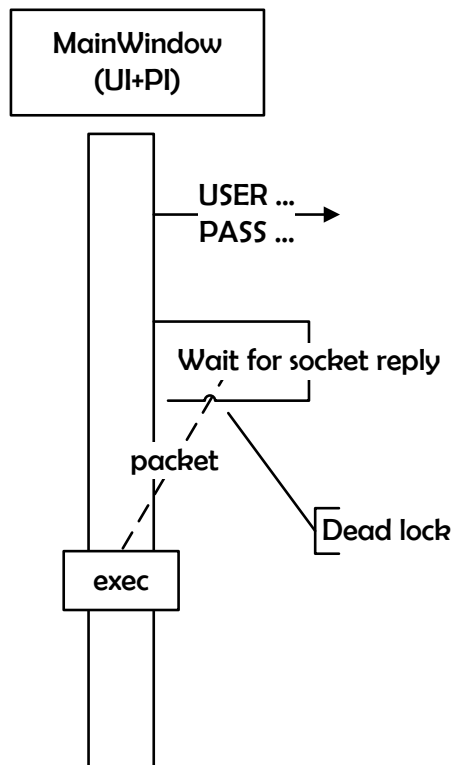 MainWindow
(UI+PI)
USER ...
PASS ...
Wait for socket reply
packet
Dead lock
exec